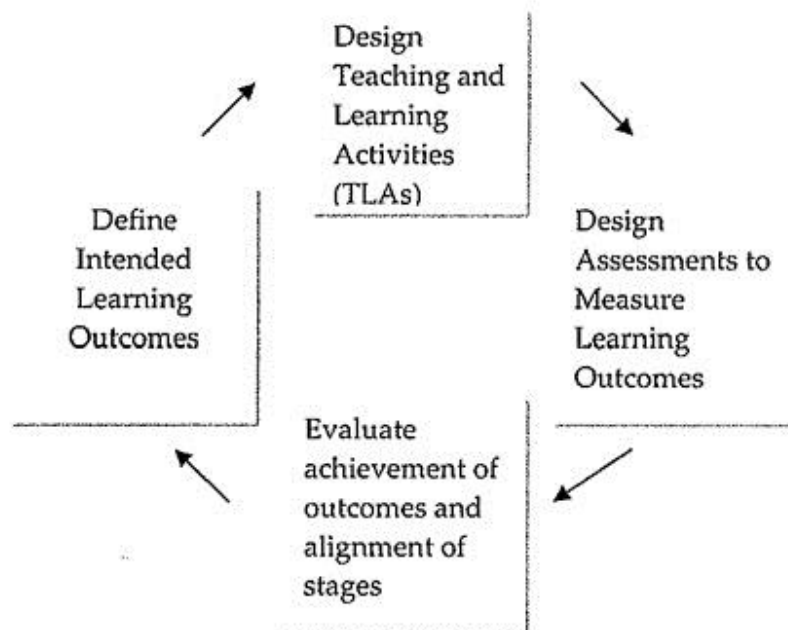 Design
Teaching and
Learning
Activities
(TLAs)
Define
Intended
Learning
Outcomes
Design
Assessments to
Measure
Learning
Outcomes
Evaluate
achievement of
outcomes and
alignment of
stages